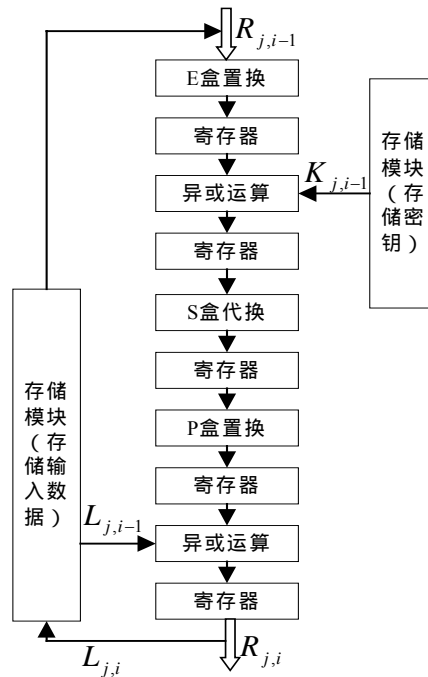 R_{j,i-1}
E盒置换
寄存器
异或运算
K_{j,i-1}
存储
模块
（存
储密
钥）
寄存器
S盒代换
寄存器
P盒置换
寄存器
存储
模块
（存
储输
入数
据）
L_{j,i-1}
异或运算
寄存器
L_{j,i}
R_{j,i}